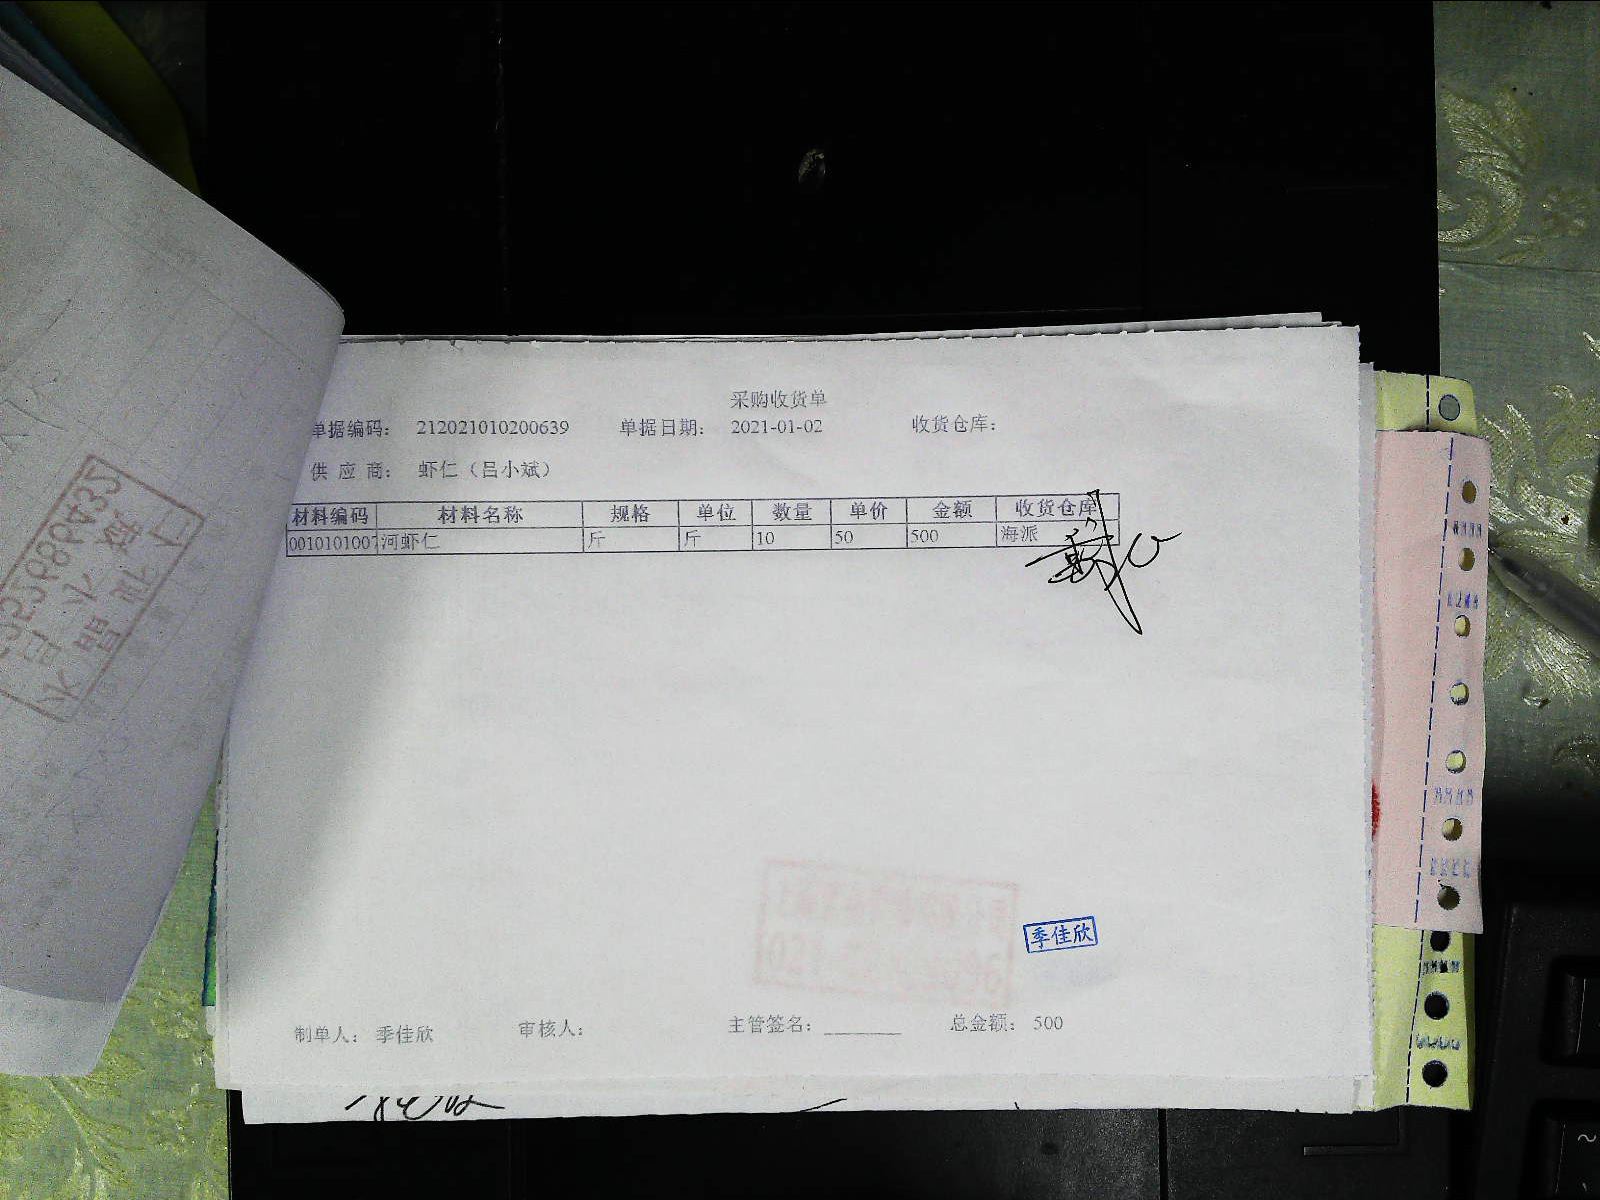 采购收货单
单据编码： 212021010200639 单据日期： 2021-01-02 收货仓库：
供 应 商： 虾仁（吕小斌）
材料编码 材料名称 规格 单位 数量 单价 金额 收货仓库
0010101007 河虾仁 斤 斤 10 50 500 海派
季佳欣
制单人： 季佳欣 审核人： 主管签名：________ 总金额： 500